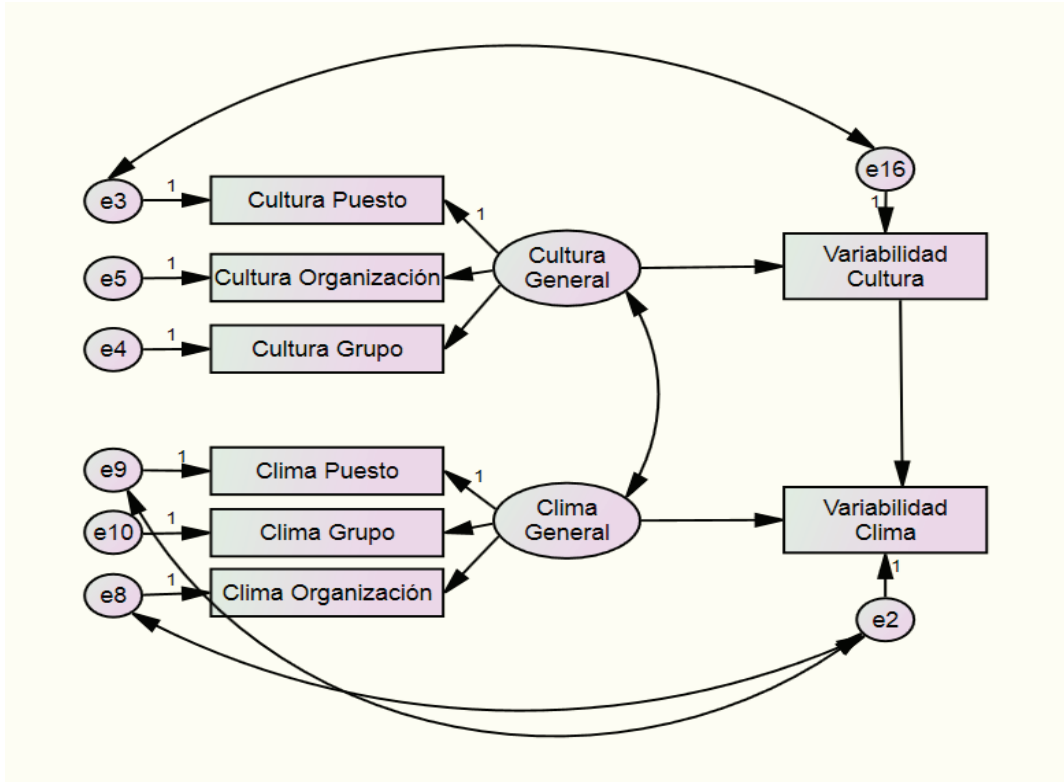 e16
e3
1
Cultura Puesto
1
1
Cultura
General
Variabilidad
Cultura
e5
1
Cultura Organización
e4
1
Cultura Grupo
e9
1
Clima Puesto
1
Clima
General
Variabilidad
Clima
e10
1
Clima Grupo
e8
1
Clima Organización
1
e2